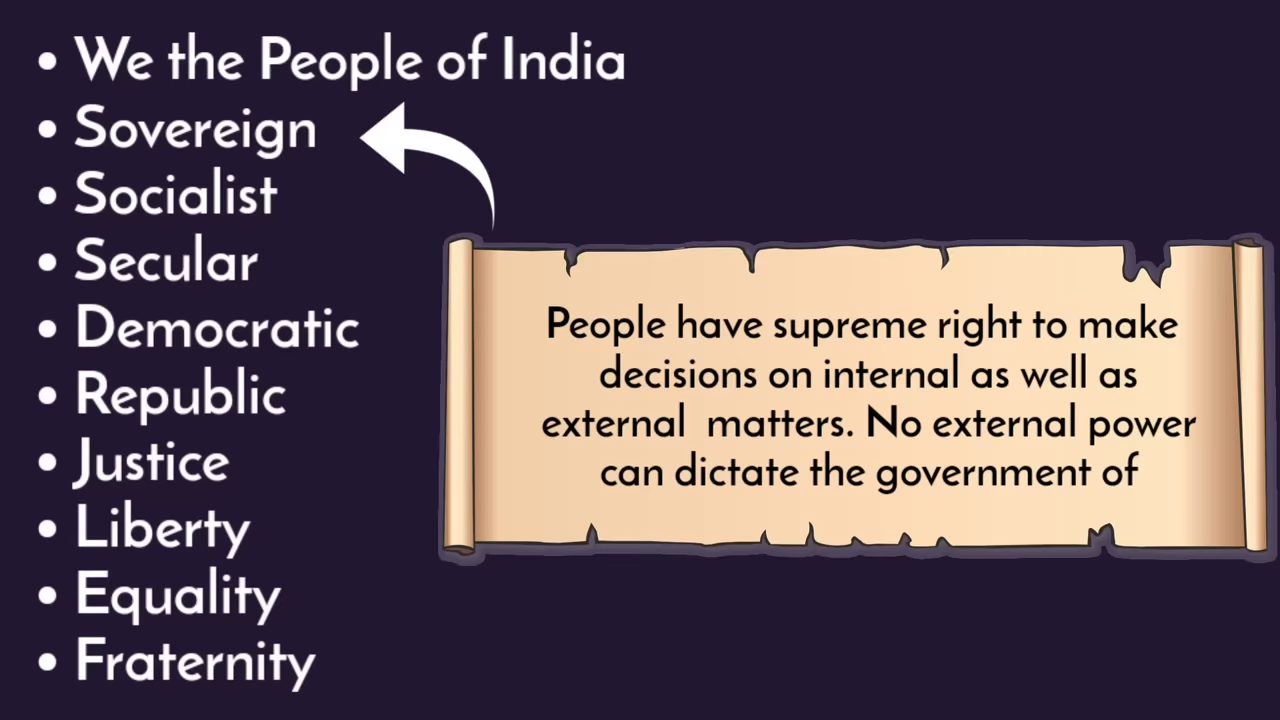 • We the People of India
• Sovereign
• Socialist
• Secular
• Democratic
• Republic
• Justice
• Liberty
• Equality
• Fraternity
People have supreme right to make
decisions on internal as well as
external  matters. No external power
can dictate the government of